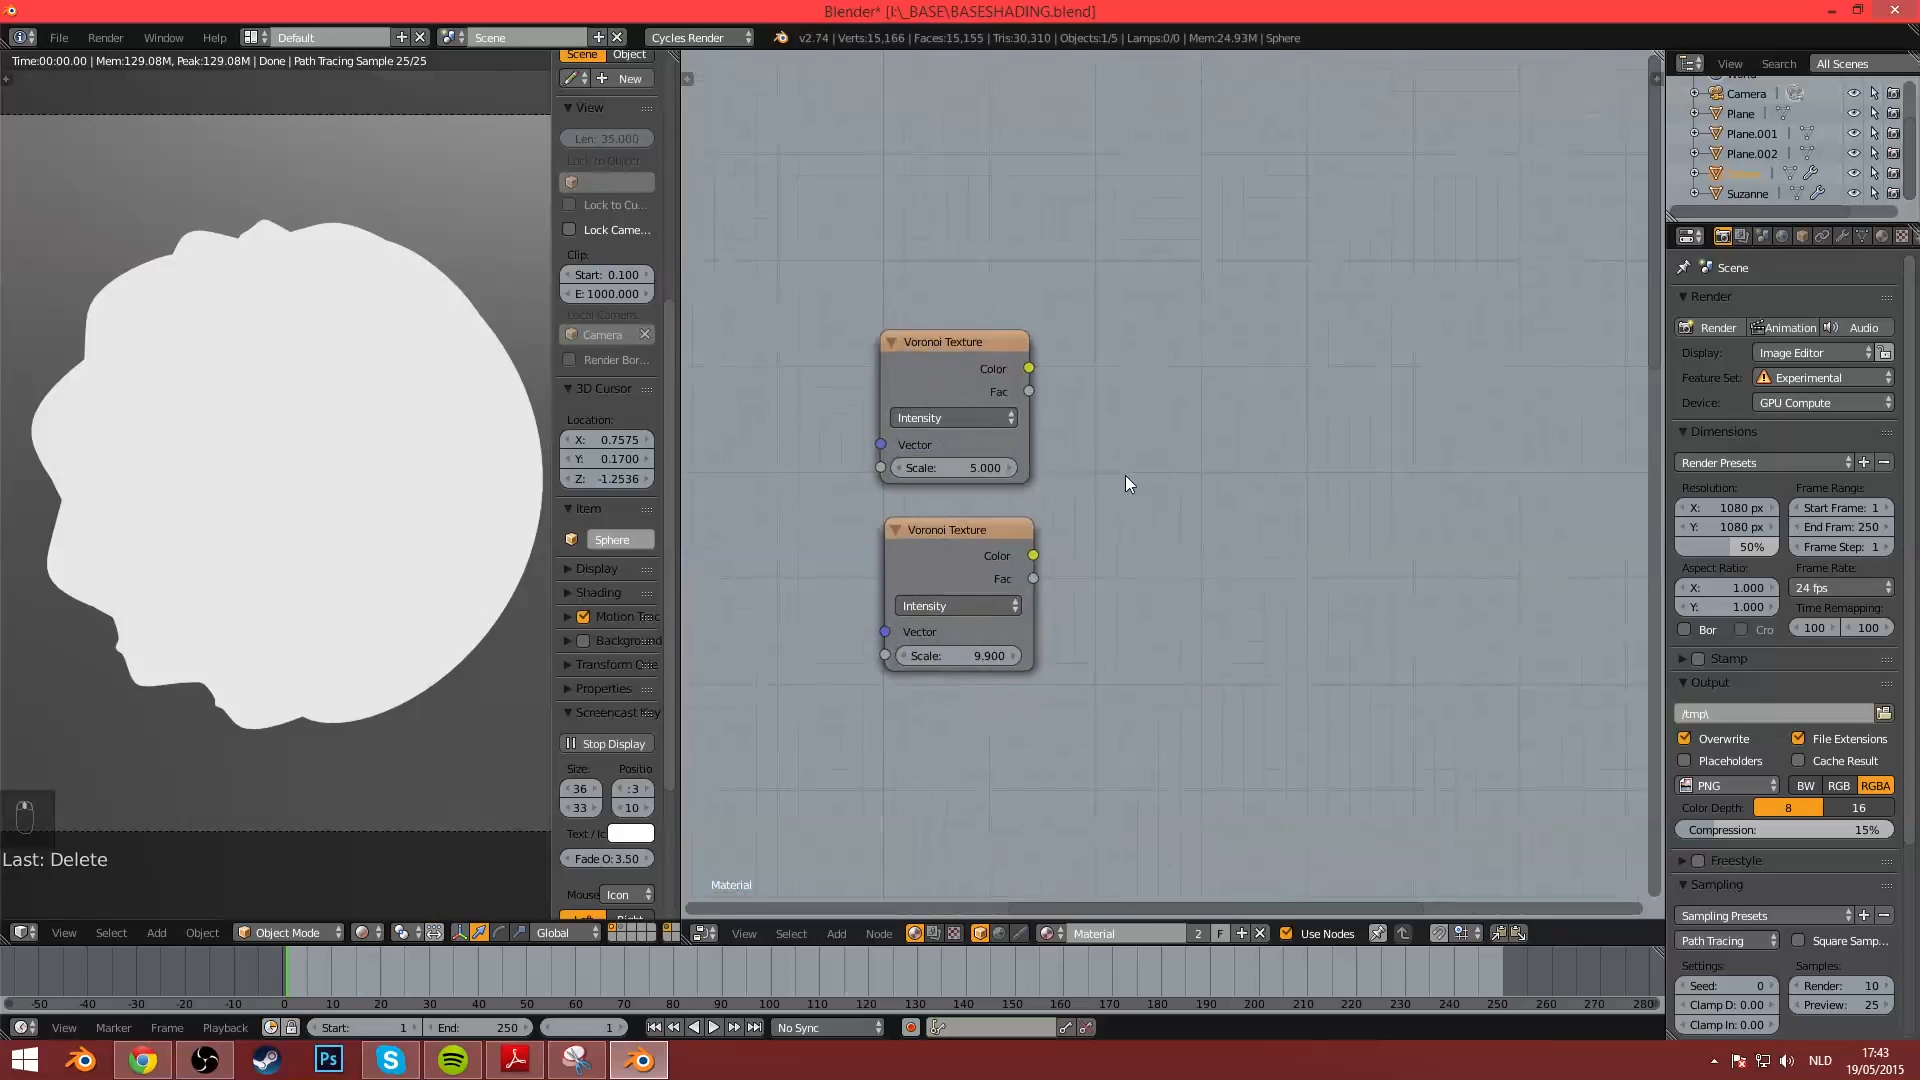 Blender* [I:\_BASE\BASESHADING.blend]
File Render Window Help Default Scene Cycles Render v2.74 | Verts:15,166 | Faces:15,155 | Tris:30,310 | Objects:1/5 | Lamps:0/0 | Mem:24.93M | Sphere
Time:00:00.00 | Mem:129.08M, Peak:129.08M | Done | Path Tracing Sample 25/25
Scene Object
New
View
Len: 35.000
Lock to Object
Lock to Cu...
Lock Came...
Clip:
Start: 0.100
E: 1000.000
Local Camera:
Camera
Render Bor...
3D Cursor
Location:
X: 0.7575
Y: 0.1700
Z: -1.2536
Item
Sphere
Display
Shading
Motion Trac
Background
Transform
Properties
Screencast Key
Stop Display
Size: Positio
36 :3
33 10
Text / Ic
Fade O: 3.50
Mouse Icon
Last: Delete
Voronoi Texture
Color
Fac
Intensity
Vector
Scale: 5.000
Voronoi Texture
Color
Fac
Intensity
Vector
Scale: 9.900
Material
View Search All Scenes
Camera
Plane
Plane.001
Plane.002
Suzanne
Scene
Render
Render Animation Audio
Display: Image Editor
Feature Set: Experimental
Device: GPU Compute
Dimensions
Render Presets
Resolution: Frame Range:
X: 1080 px Start Frame: 1
Y: 1080 px End Fram: 250
50% Frame Step: 1
Aspect Ratio: Frame Rate:
X: 1.000 24 fps
Y: 1.000 Time Remapping:
Bor Cro 100 100
Stamp
Output
/tmp\
Overwrite File Extensions
Placeholders Cache Result
PNG BW RGB RGBA
Color Depth: 8 16
Compression: 15%
Freestyle
Sampling
Sampling Presets
Path Tracing Square Samp...
Settings: Samples:
Seed: 0 Render: 10
Clamp D: 0.00 Preview: 25
Clamp In: 0.00
View Select Add Object Object Mode Global
View Select Add Node Material 2 F Use Nodes
-50 -40 -30 -20 -10 0 10 20 30 40 50 60 70 80 90 100 110 120 130 140 150 160 170 180 190 200 210 220 230 240 250 260 270 280
View Marker Frame Playback Start: 1 End: 250 1 No Sync
NLD 17:43
19/05/2015